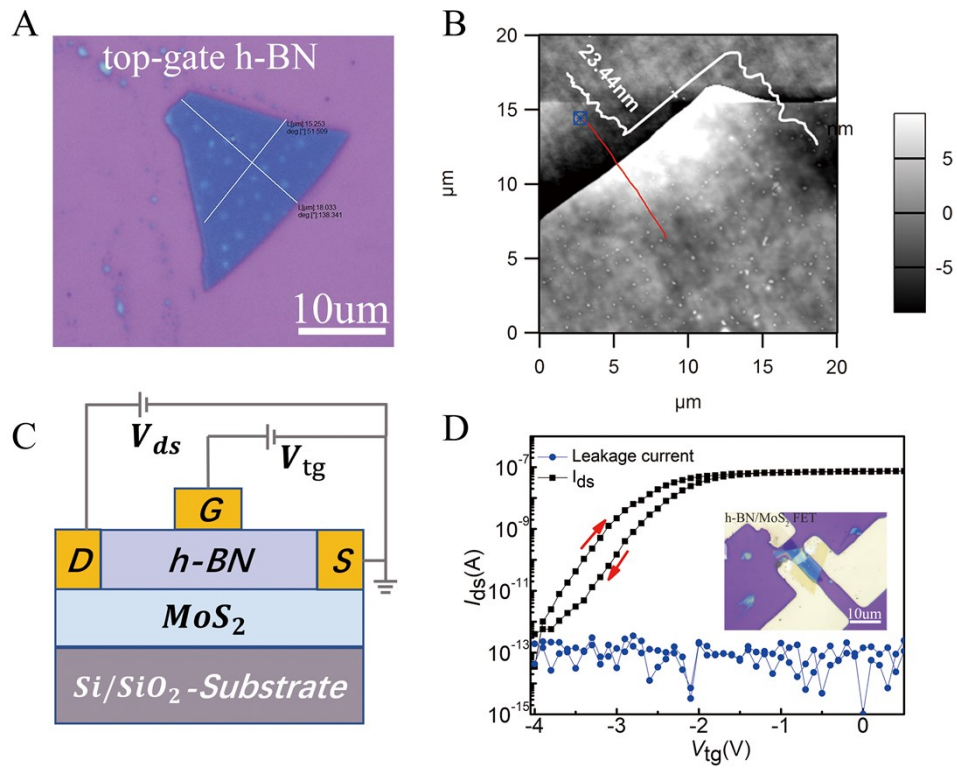 A
top-gate h-BN
L[µm]:15.253
deg.[°]:51.509
L[µm]:18.033
deg.[°]:138.341
10um
B
23.44nm
20
15
10
5
0
µm
0
5
10
15
20
µm
nm
5
0
-5
C
V_ds
V_tg
G
D
h-BN
S
MoS₂
Si/SiO₂-Substrate
D
Leakage current
I_ds
10⁻⁷
10⁻⁹
10⁻¹¹
10⁻¹³
10⁻¹⁵
I_ds(A)
h-BN/MoS₂ FET
10um
-4
-3
-2
-1
0
V_tg(V)